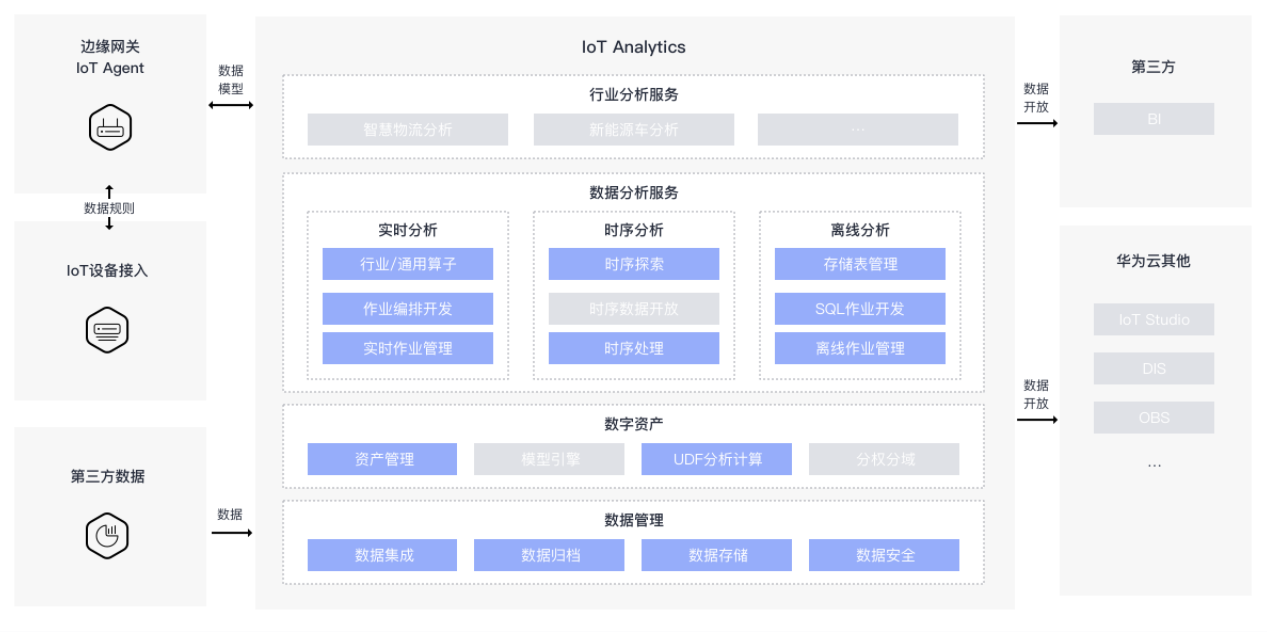 边缘网关
IoT Agent
数据规则
IoT设备接入
第三方数据
数据
模型
数据
IoT Analytics
行业分析服务
智慧物流分析
新能源车分析
...
数据分析服务
实时分析
行业/通用算子
作业编排开发
实时作业管理
时序分析
时序探索
时序数据开放
时序处理
离线分析
存储表管理
SQL作业开发
离线作业管理
数字资产
资产管理
模型引擎
UDF分析计算
分权分域
数据管理
数据集成
数据归档
数据存储
数据安全
数据
开放
数据
开放
第三方
BI
华为云其他
IoT Studio
DIS
OBS
...